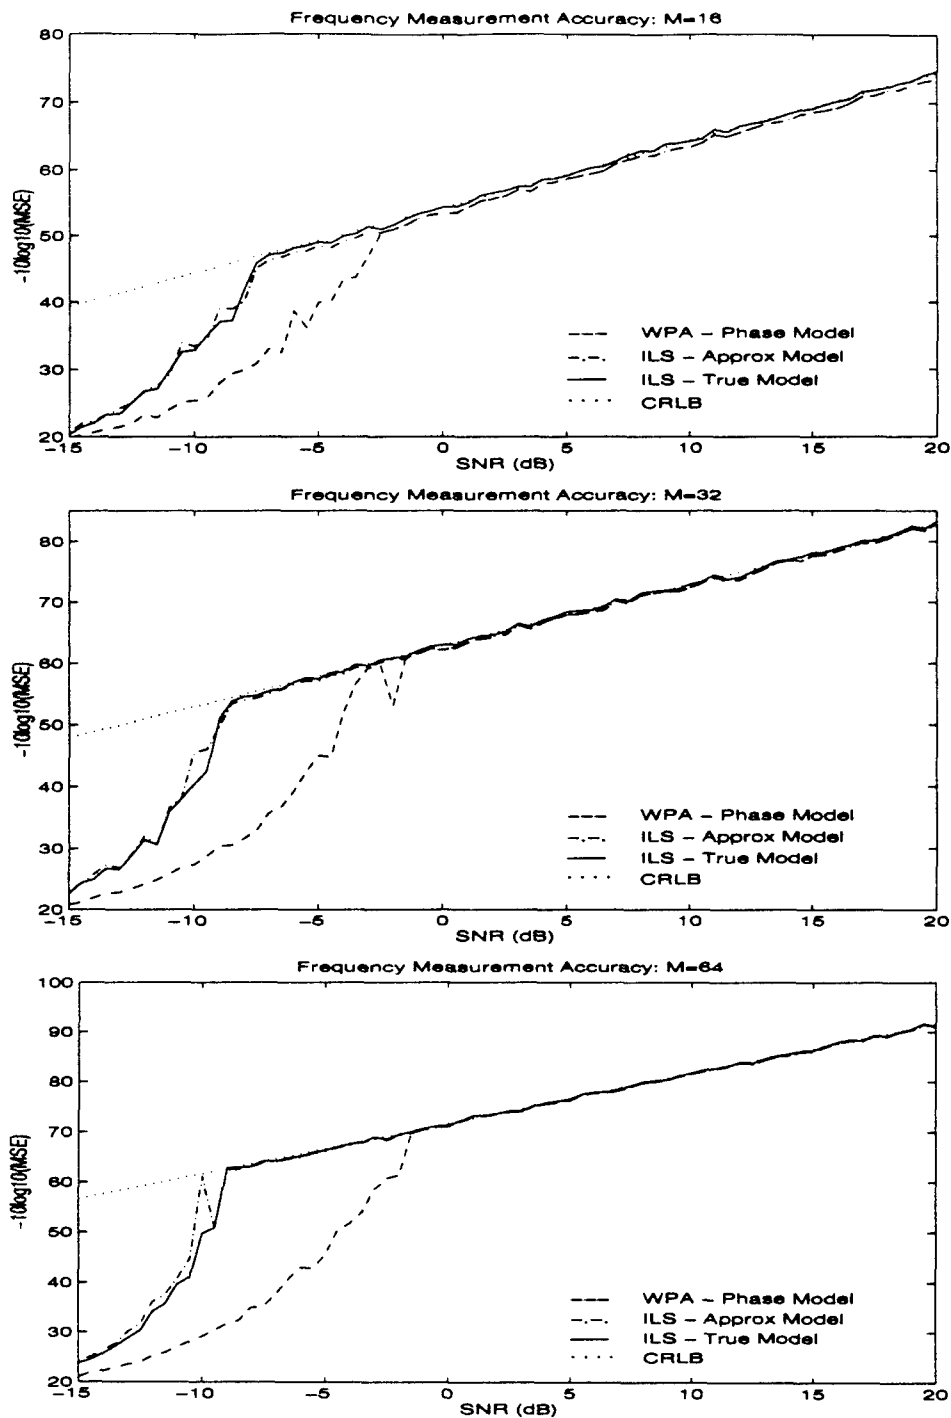 Frequency Measurement Accuracy: M=16
80
70
60
50
40
30
20
-10log10(MSE)
WPA - Phase Model
ILS - Approx Model
ILS - True Model
CRLB
-15 -10 -5 0 5 10 15 20
SNR (dB)
Frequency Measurement Accuracy: M=32
80
70
60
50
40
30
20
-10log10(MSE)
WPA - Phase Model
ILS - Approx Model
ILS - True Model
CRLB
-15 -10 -5 0 5 10 15 20
SNR (dB)
Frequency Measurement Accuracy: M=64
100
90
80
70
60
50
40
30
20
-10log10(MSE)
WPA - Phase Model
ILS - Approx Model
ILS - True Model
CRLB
-15 -10 -5 0 5 10 15 20
SNR (dB)